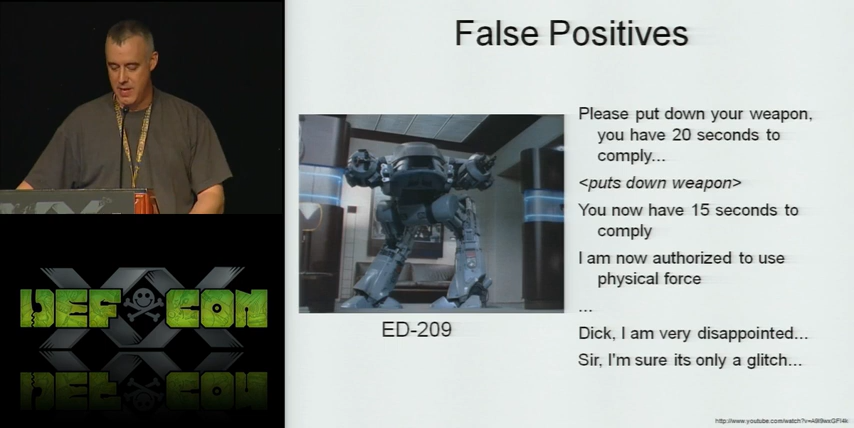 False Positives
Please put down your weapon,
you have 20 seconds to
comply...
<puts down weapon>
You now have 15 seconds to
comply
I am now authorized to use
physical force
...
Dick, I am very disappointed...
Sir, I'm sure its only a glitch...
ED-209
DEF CON
XX